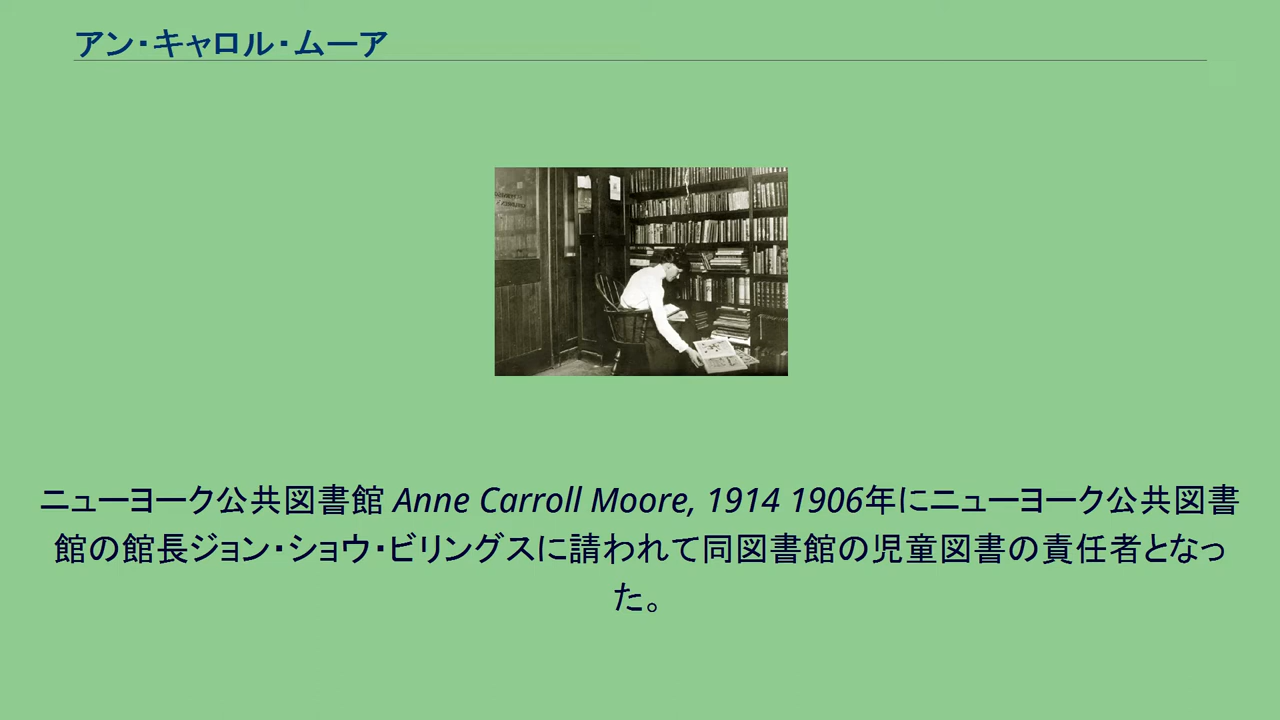 アン・キャロル・ムーア
ニューヨーク公共図書館 Anne Carroll Moore, 1914 1906年にニューヨーク公共図書
館の館長ジョン・ショウ・ビリングスに請われて同図書館の児童図書の責任者となっ
た。